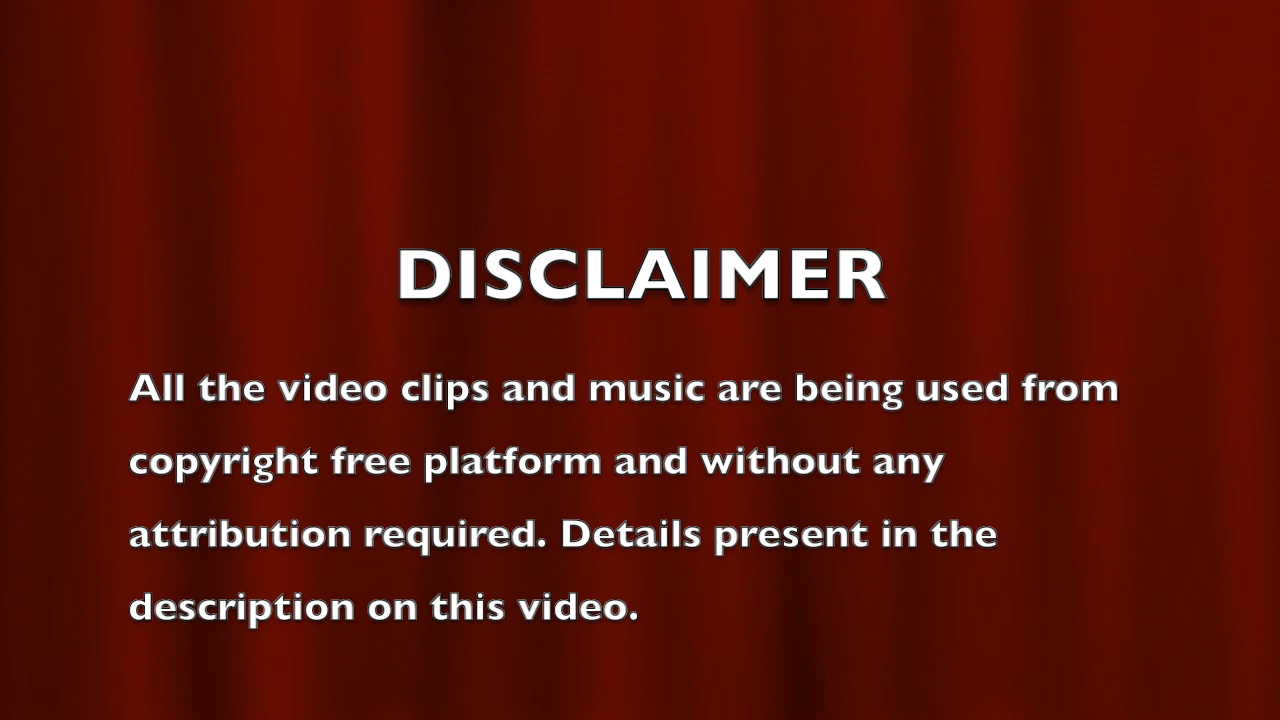 DISCLAIMER
All the video clips and music are being used from
copyright free platform and without any
attribution required. Details present in the
description on this video.